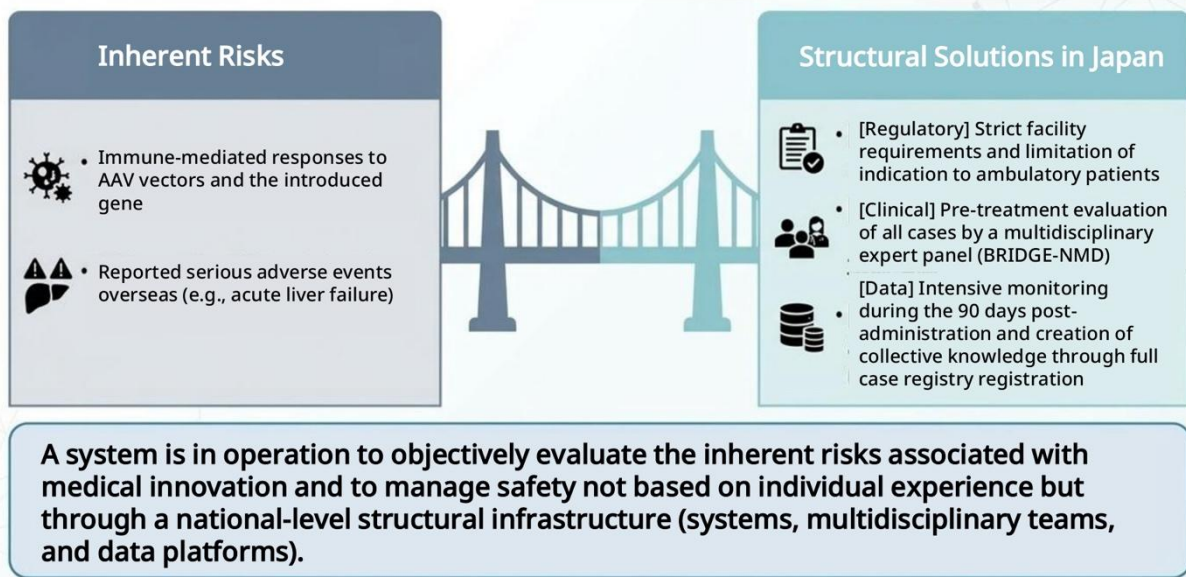 Inherent Risks
• Immune-mediated responses to
AAV vectors and the introduced
gene
• Reported serious adverse events
overseas (e.g., acute liver failure)
Structural Solutions in Japan
• [Regulatory] Strict facility
requirements and limitation of
indication to ambulatory patients
• [Clinical] Pre-treatment evaluation
of all cases by a multidisciplinary
expert panel (BRIDGE-NMD)
• [Data] Intensive monitoring
during the 90 days post-
administration and creation of
collective knowledge through full
case registry registration
A system is in operation to objectively evaluate the inherent risks associated with
medical innovation and to manage safety not based on individual experience but
through a national-level structural infrastructure (systems, multidisciplinary teams,
and data platforms).